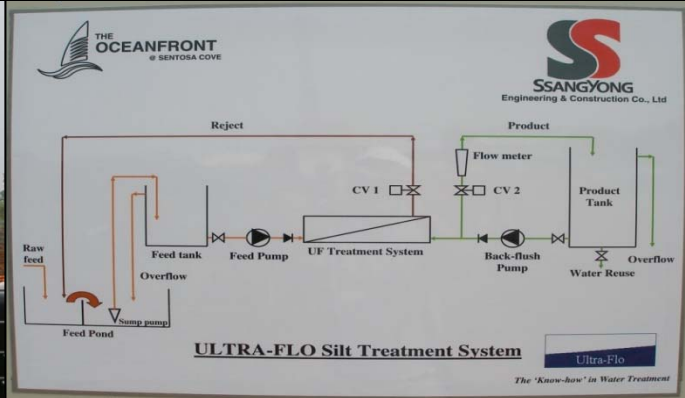 THE
OCEANFRONT
@ SENTOSA COVE
SS
SSANGYONG
Engineering & Construction Co., Ltd
Reject
Product
Flow meter
CV 1
CV 2
Product
Tank
Raw
feed
Feed tank
Feed Pump
UF Treatment System
Back-flush
Pump
Water Reuse
Overflow
Overflow
Sump pump
Feed Pond
ULTRA-FLO Silt Treatment System
Ultra-Flo
The 'Know-how' in Water Treatment